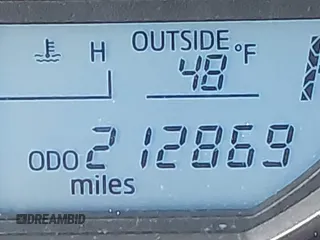 H OUTSIDE °F
48
ODO 212869
miles
DREAMBID